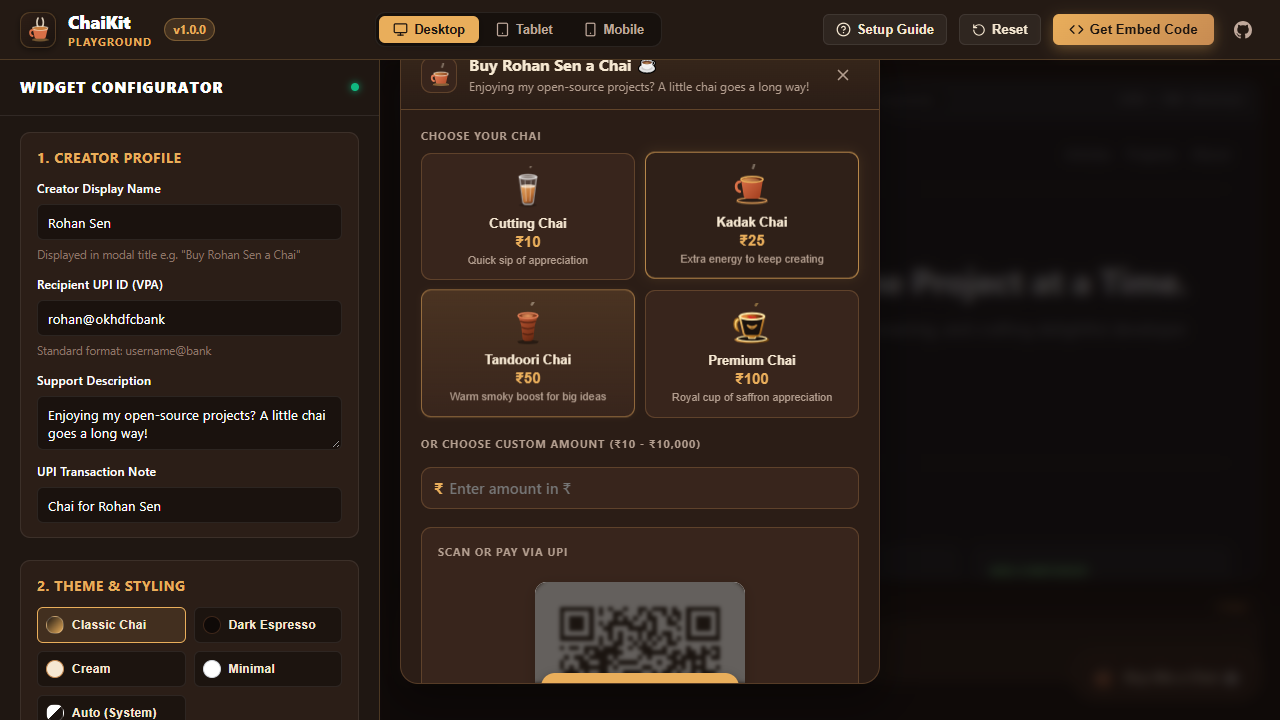 ChaiKit
PLAYGROUND
v1.0.0
Desktop
Tablet
Mobile
Setup Guide
Reset
Get Embed Code
WIDGET CONFIGURATOR
1. CREATOR PROFILE
Creator Display Name
Rohan Sen
Displayed in modal title e.g. "Buy Rohan Sen a Chai"
Recipient UPI ID (VPA)
rohan@okhdfcbank
Standard format: username@bank
Support Description
Enjoying my open-source projects? A little chai
goes a long way!
UPI Transaction Note
Chai for Rohan Sen
2. THEME & STYLING
Classic Chai
Dark Espresso
Cream
Minimal
Auto (System)
Buy Rohan Sen a Chai ☕
Enjoying my open-source projects? A little chai goes a long way!
CHOOSE YOUR CHAI
Cutting Chai
₹10
Quick sip of appreciation
Kadak Chai
₹25
Extra energy to keep creating
Tandoori Chai
₹50
Warm smoky boost for big ideas
Premium Chai
₹100
Royal cup of saffron appreciation
OR CHOOSE CUSTOM AMOUNT (₹10 - ₹10,000)
₹ Enter amount in ₹
SCAN OR PAY VIA UPI
Project at a Time.